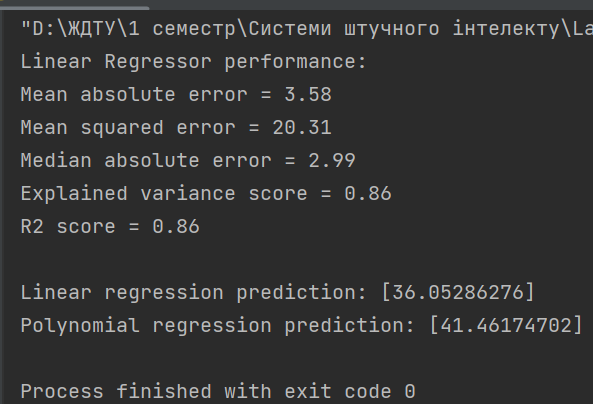 "D:\ЖДТУ\1 семестр\Системи штучного інтелекту\La
Linear Regressor performance:
Mean absolute error = 3.58
Mean squared error = 20.31
Median absolute error = 2.99
Explained variance score = 0.86
R2 score = 0.86
Linear regression prediction: [36.05286276]
Polynomial regression prediction: [41.46174702]
Process finished with exit code 0